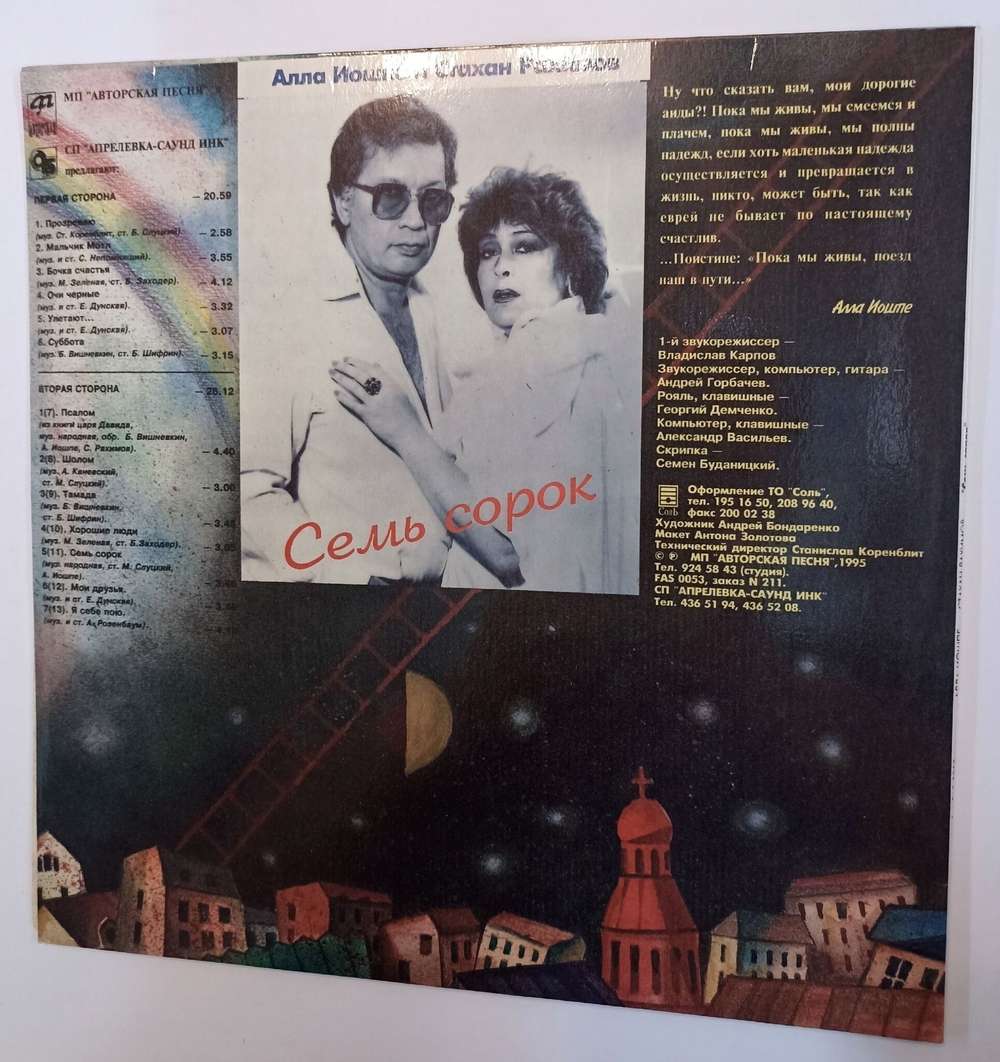 Алла Иошпе и Стахан Рахимов
МП "АВТОРСКАЯ ПЕСНЯ" и
СП "АПРЕЛЕВКА-САУНД ИНК"
предлагают:
ПЕРВАЯ СТОРОНА — 20.59
1. Прозреваю
(муз. Ст. Коренблит, ст. Б. Слуцкий). — 2.58
2. Мальчик Мотл
(муз. и ст. С. Непомнящий). — 3.55
3. Бочка счастья
(муз. М. Зеленая, ст. Б. Заходер). — 4.12
4. Очи черные
(муз. и ст. Е. Дунская). — 3.32
5. Улетают...
(муз. и ст. Е. Дунская). — 3.07
6. Суббота
(муз. Б. Вишневкин, ст. Б. Шифрин). — 3.15
ВТОРАЯ СТОРОНА — 26.12
1(7). Псалом
(из книги царя Давида,
муз. народная, обр. Б. Вишневкин,
А. Иошпе, С. Рахимов). — 4.40
2(8). Шолом
(муз. А. Каневский,
ст. М. Слуцкий). — 3.00
3(9). Тамада
(муз. Б. Вишневкин,
ст. Б. Шифрин).
4(10). Хорошие люди
(муз. М. Зеленая, ст. Б.Заходер).
5(11). Семь сорок
(муз. народная, ст. М. Слуцкий,
А. Иошпе).
6(12). Мои друзья.
(муз. и ст. Е. Дунская).
7(13). Я себе пою.
(муз. и ст. А. Розенбаум).
Семь сорок
Ну что сказать вам, мои дорогие
аиды?! Пока мы живы, мы смеемся и
плачем, пока мы живы, мы полны
надежд, если хоть маленькая надежда
осуществляется и превращается в
жизнь, никто, может быть, так как
евреи не бывает по настоящему
счастлив.
...Поистине: «Пока мы живы, поезд
наш в пути...»
Алла Иошпе
1-й звукорежиссер —
Владислав Карпов
Звукорежиссер, компьютер, гитара —
Андрей Горбачев.
Рояль, клавишные —
Георгий Демченко.
Компьютер, клавишные —
Александр Васильев.
Скрипка —
Семен Буданицкий.
Соль
Оформление ТО "Соль",
тел. 195 16 50, 208 96 40,
факс 200 02 38
Художник Андрей Бондаренко
Макет Антона Золотова
Технический директор Станислав Коренблит
© ℗ МП "АВТОРСКАЯ ПЕСНЯ",1995
Тел. 924 58 43 (студия).
FAS 0053, заказ N 211.
СП "АПРЕЛЕВКА-САУНД ИНК"
Тел. 436 51 94, 436 52 08.